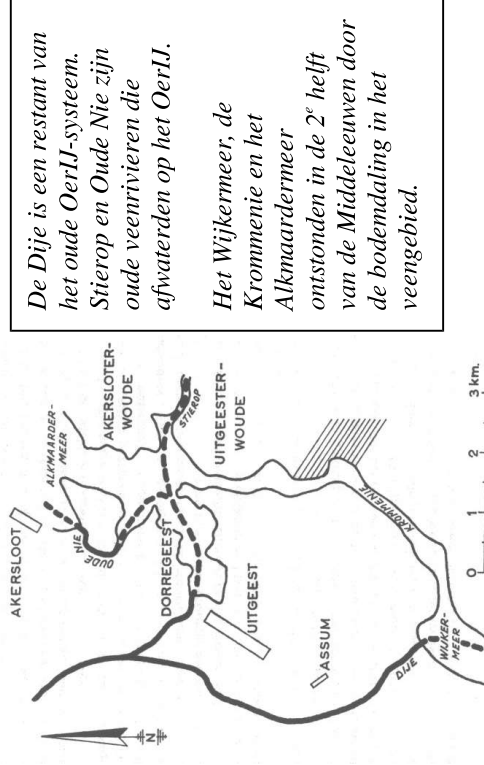 De Dije is een restant van
het oude OerIJ-systeem.
Stierop en Oude Nie zijn
oude veenrivieren die
afwaterden op het OerIJ.
Het Wijkermeer, de
Krommenie en het
Alkmaardermeer
ontstonden in de 2e helft
van de Middeleeuwen door
de bodemdaling in het
veengebied.
AKERSLOOT
ALKMAARDER-
MEER
OUDE NIE
AKERSLOTER-
WOUDE
DORREGEEST
STIEROP
UITGEEST
UITGEESTER-
WOUDE
ASSUM
KROMMENIE
DIJE
WIJKER-
MEER
N
0 1 2 3 km.